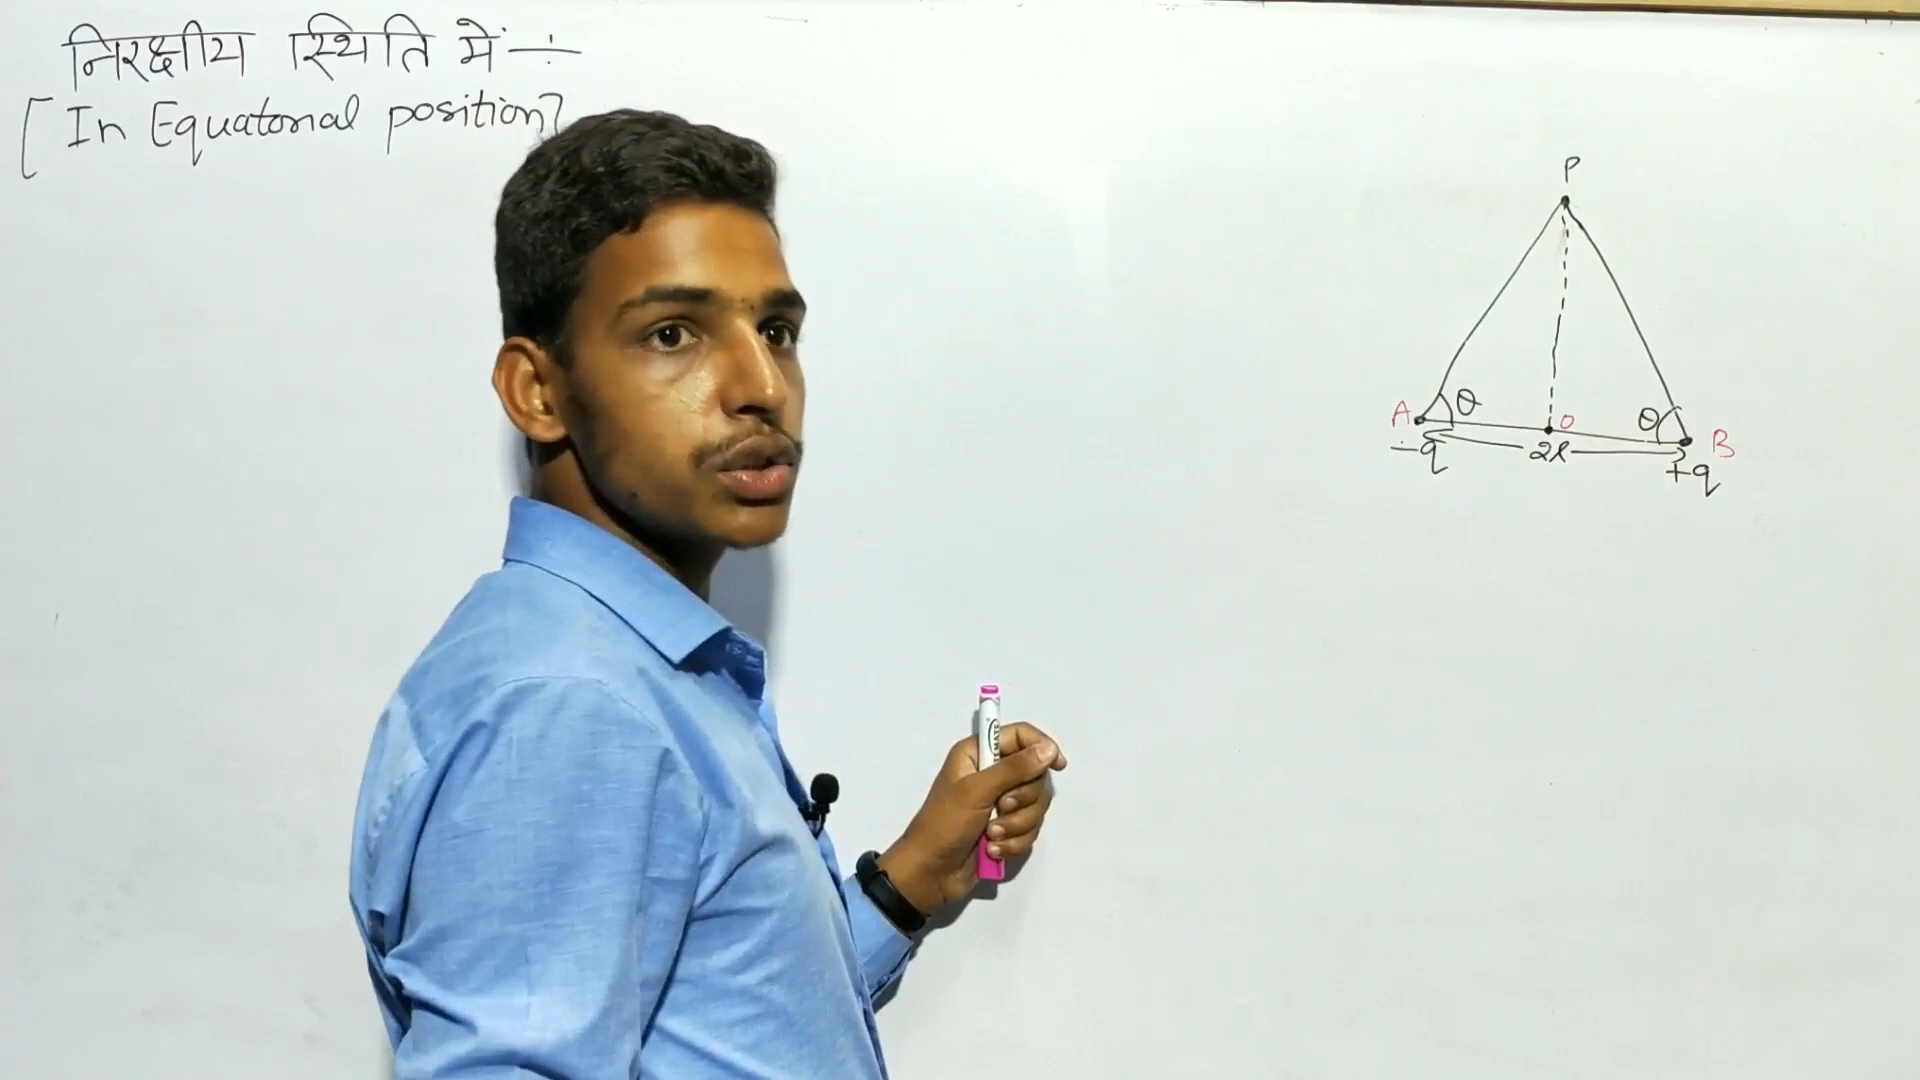 निरक्षीय स्थिति में ÷
[In Equatorial position]
P
A θ θ B
O
-q 2l +q